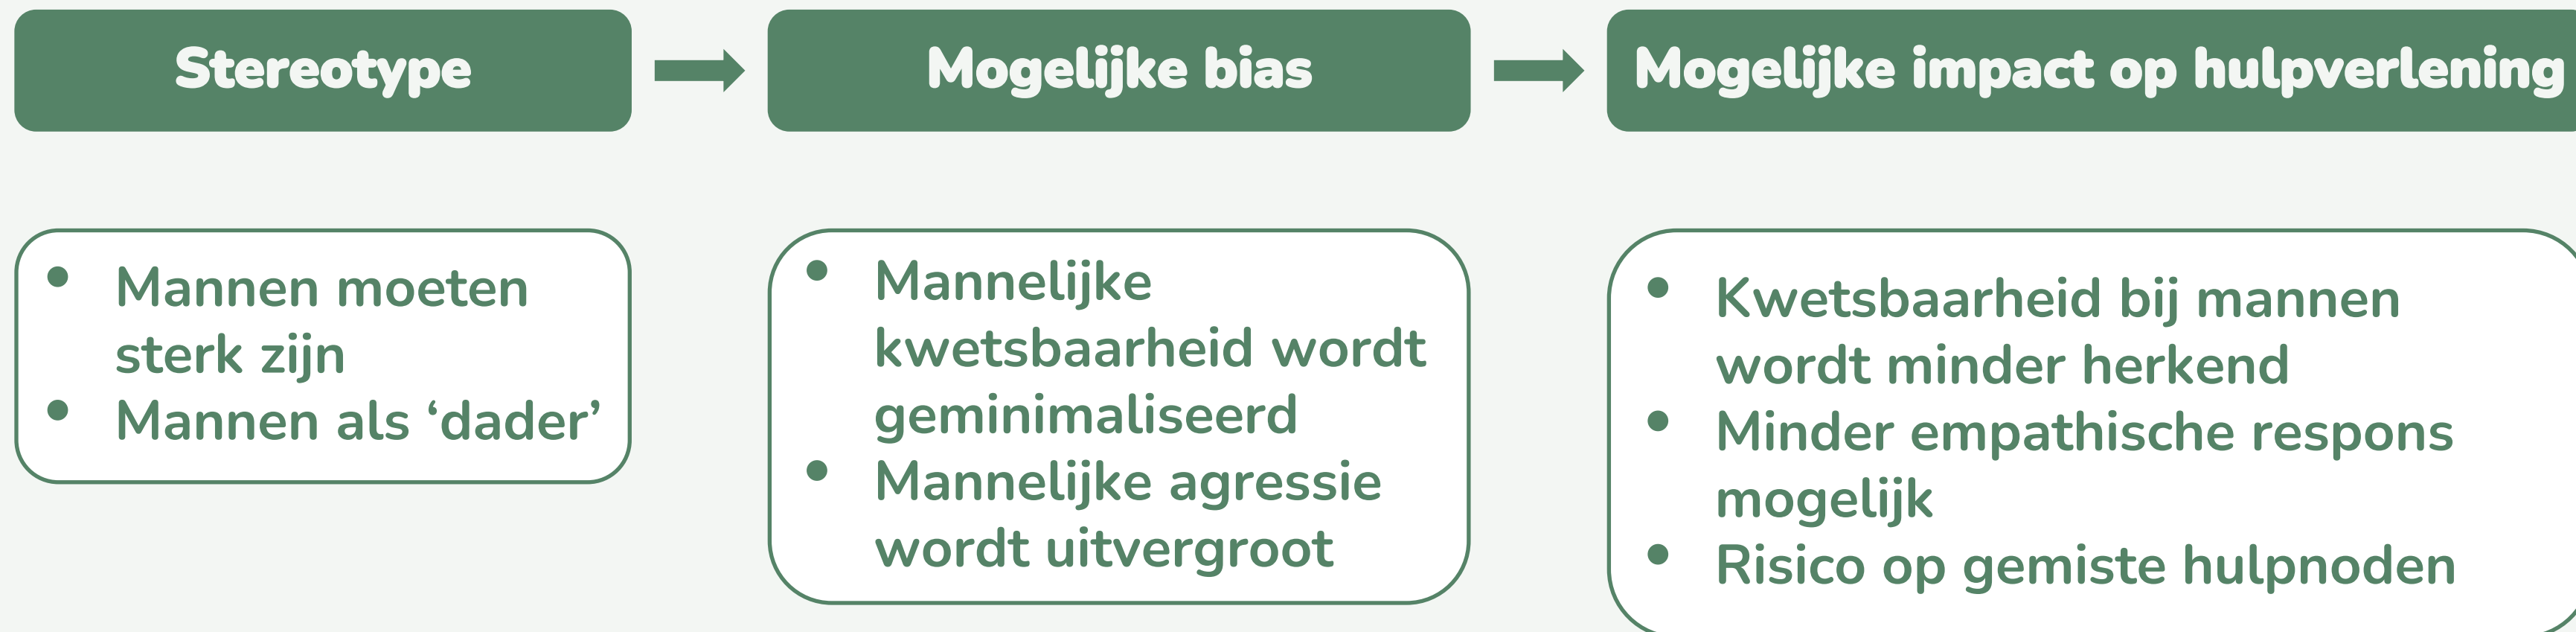 Stereotype
Mogelijke bias
Mogelijke impact op hulpverlening
• Mannen moeten
sterk zijn
• Mannen als ‘dader’
• Mannelijke
kwetsbaarheid wordt
geminimaliseerd
• Mannelijke agressie
wordt uitvergroot
• Kwetsbaarheid bij mannen
wordt minder herkend
• Minder empathische respons
mogelijk
• Risico op gemiste hulpnoden